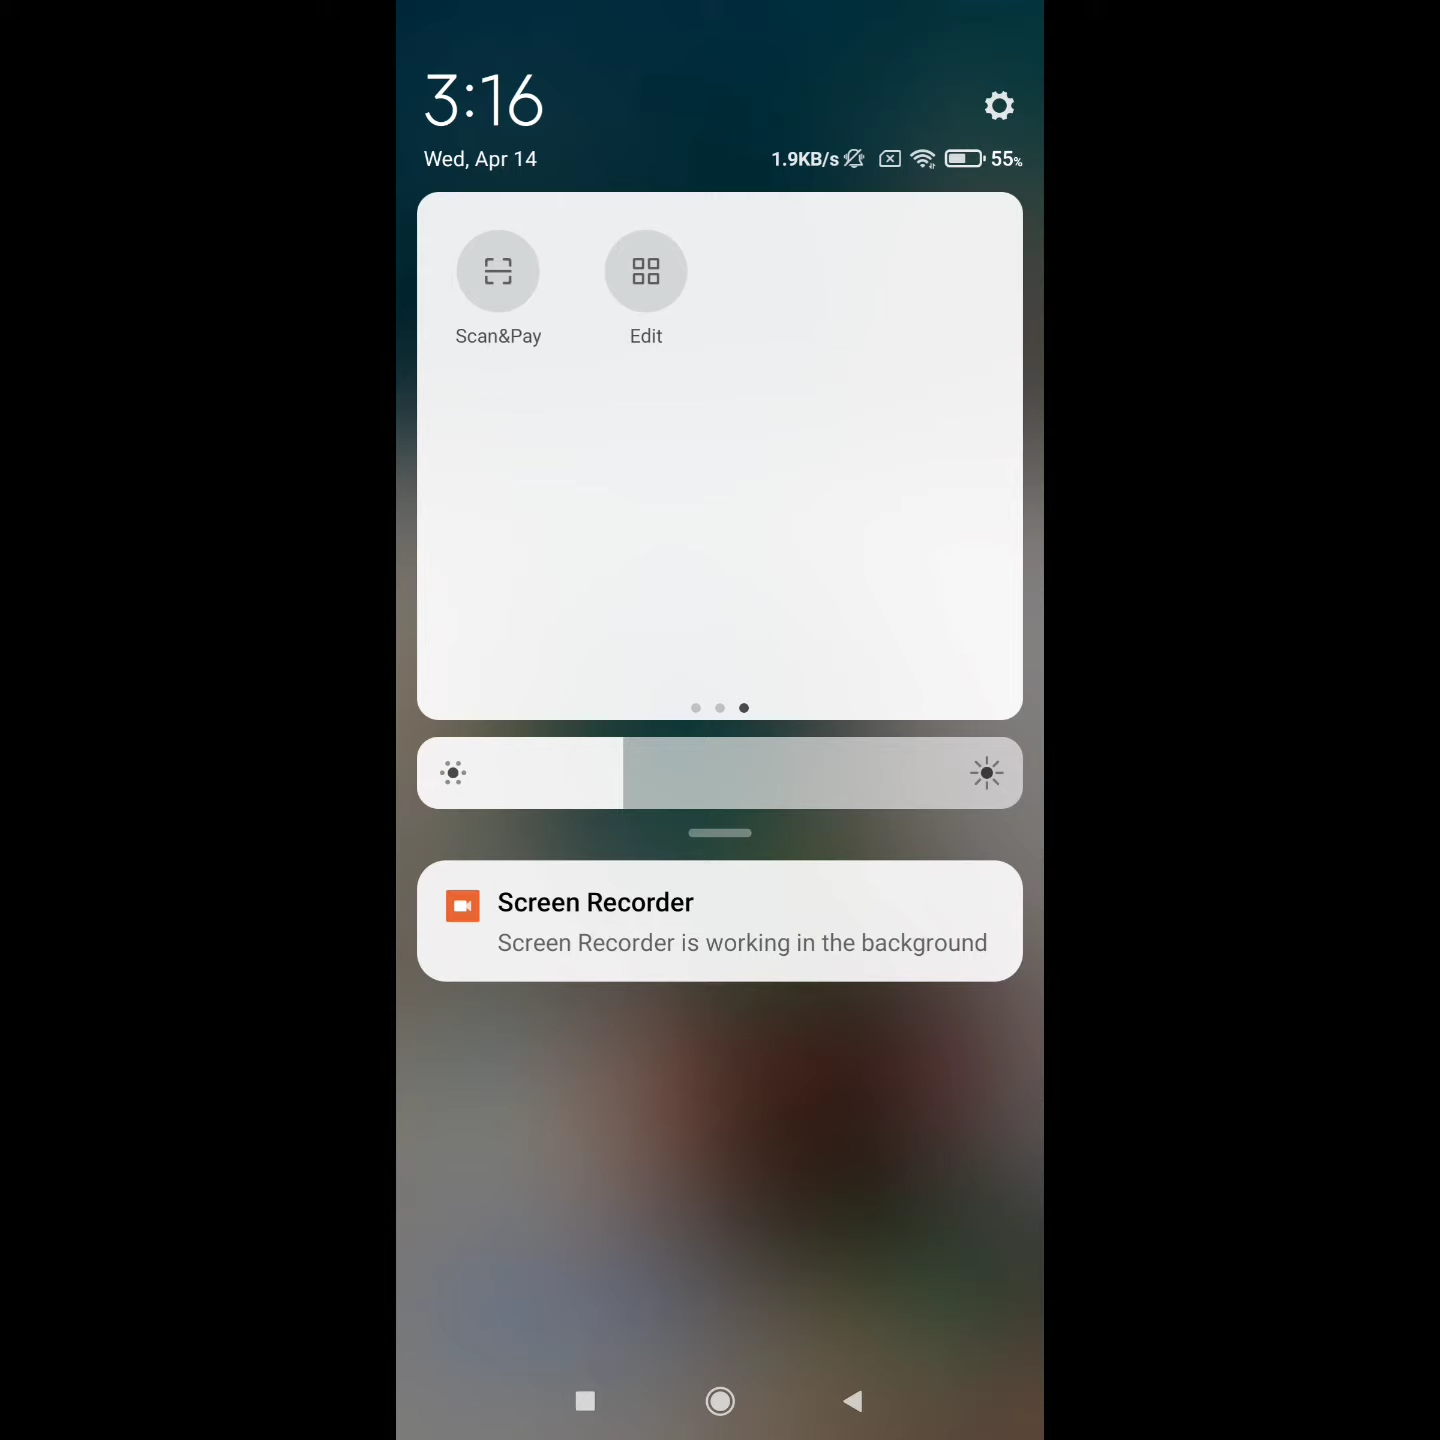 3:16
Wed, Apr 14
1.9KB/s 55%
Scan&Pay
Edit
Screen Recorder
Screen Recorder is working in the background